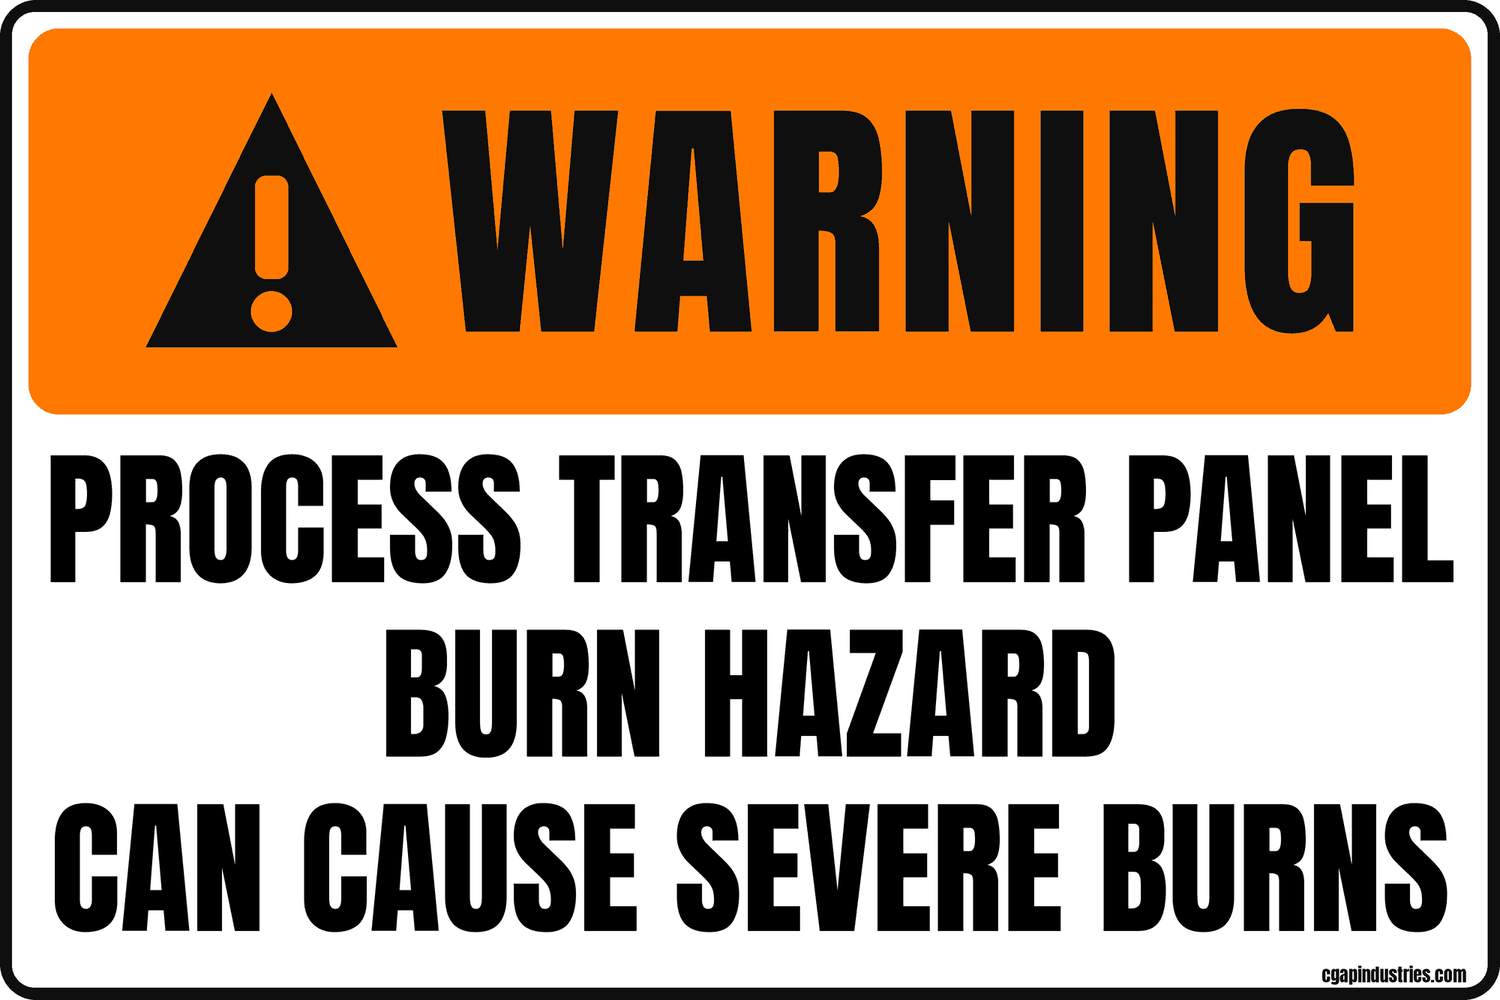 WARNING
PROCESS TRANSFER PANEL
BURN HAZARD
CAN CAUSE SEVERE BURNS
cgapindustries.com